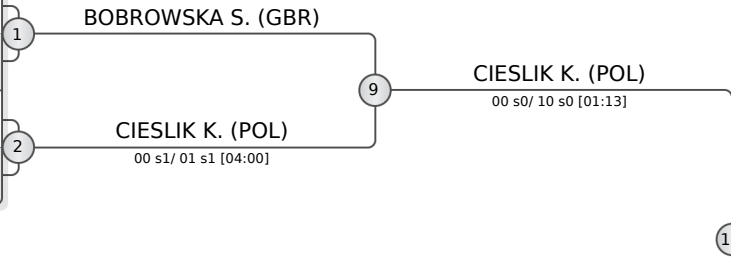 BOBROWSKA S. (GBR)
1
CIESLIK K. (POL)
9
00 s0/ 10 s0 [01:13]
CIESLIK K. (POL)
2
00 s1/ 01 s1 [04:00]